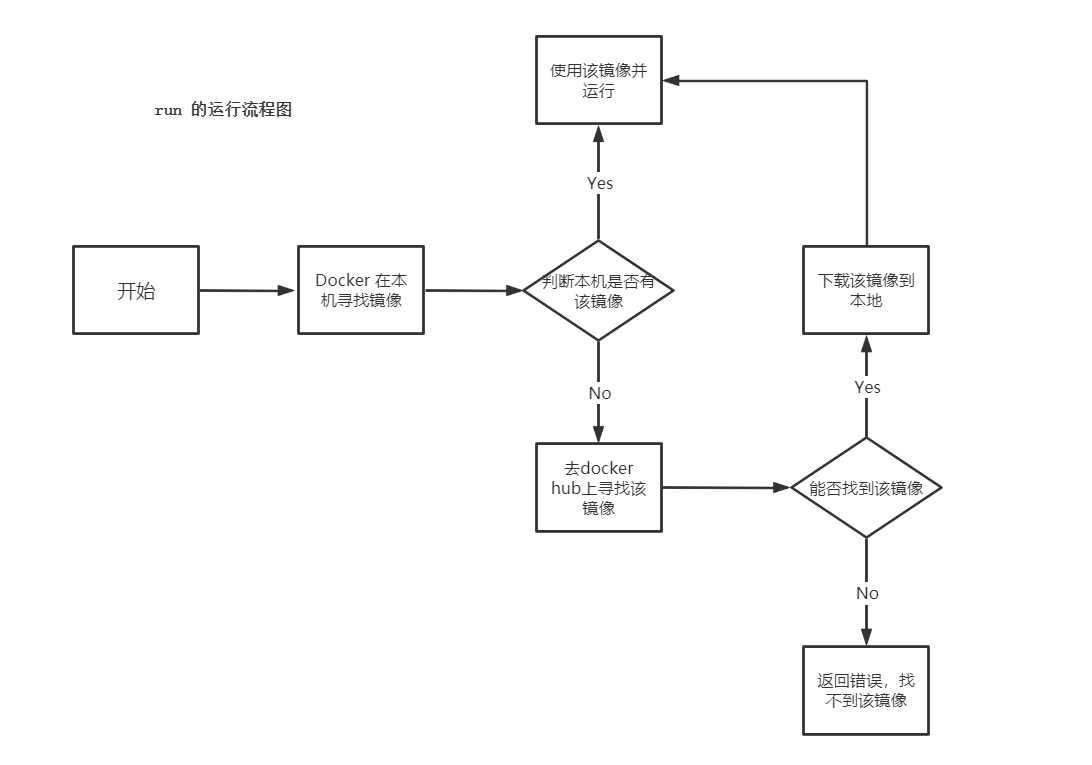 使用该镜像并
运行
run 的运行流程图
Yes
开始
Docker 在本
机寻找镜像
判断本机是否有
该镜像
下载该镜像到
本地
No
Yes
去docker
hub上寻找该
镜像
能否找到该镜像
No
返回错误，找
不到该镜像